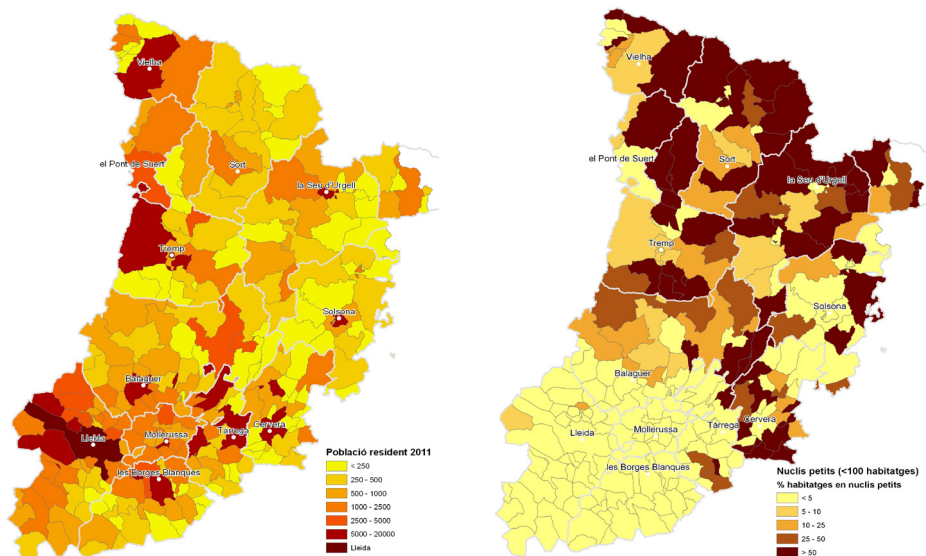 Vielha
el Pont de Suert
Sort
la Seu d'Urgell
Tremp
Solsona
Balaguer
Lleida
Mollerussa
Tàrrega
Cervera
les Borges Blanques
Població resident 2011
< 250
250 - 500
500 - 1000
1000 - 2500
2500 - 5000
5000 - 20000
Lleida
Vielha
el Pont de Suert
Sort
la Seu d'Urgell
Tremp
Solsona
Balaguer
Lleida
Mollerussa
Tàrrega
Cervera
les Borges Blanques
Nuclis petits (<100 habitatges)
% habitatges en nuclis petits
< 5
5 - 10
10 - 25
25 - 50
> 50